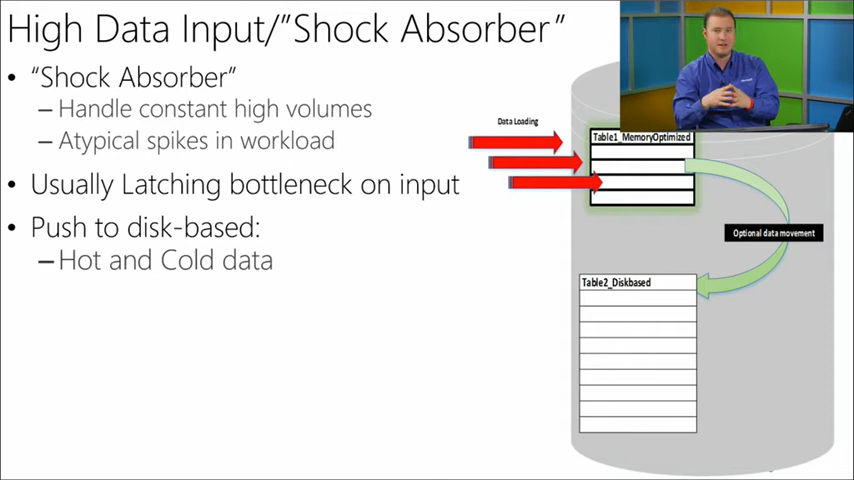 High Data Input/”Shock Absorber”
• “Shock Absorber”
– Handle constant high volumes
– Atypical spikes in workload
• Usually Latching bottleneck on input
• Push to disk-based:
– Hot and Cold data
Data Loading
Table1_MemoryOptimized
Optional data movement
Table2_Diskbased